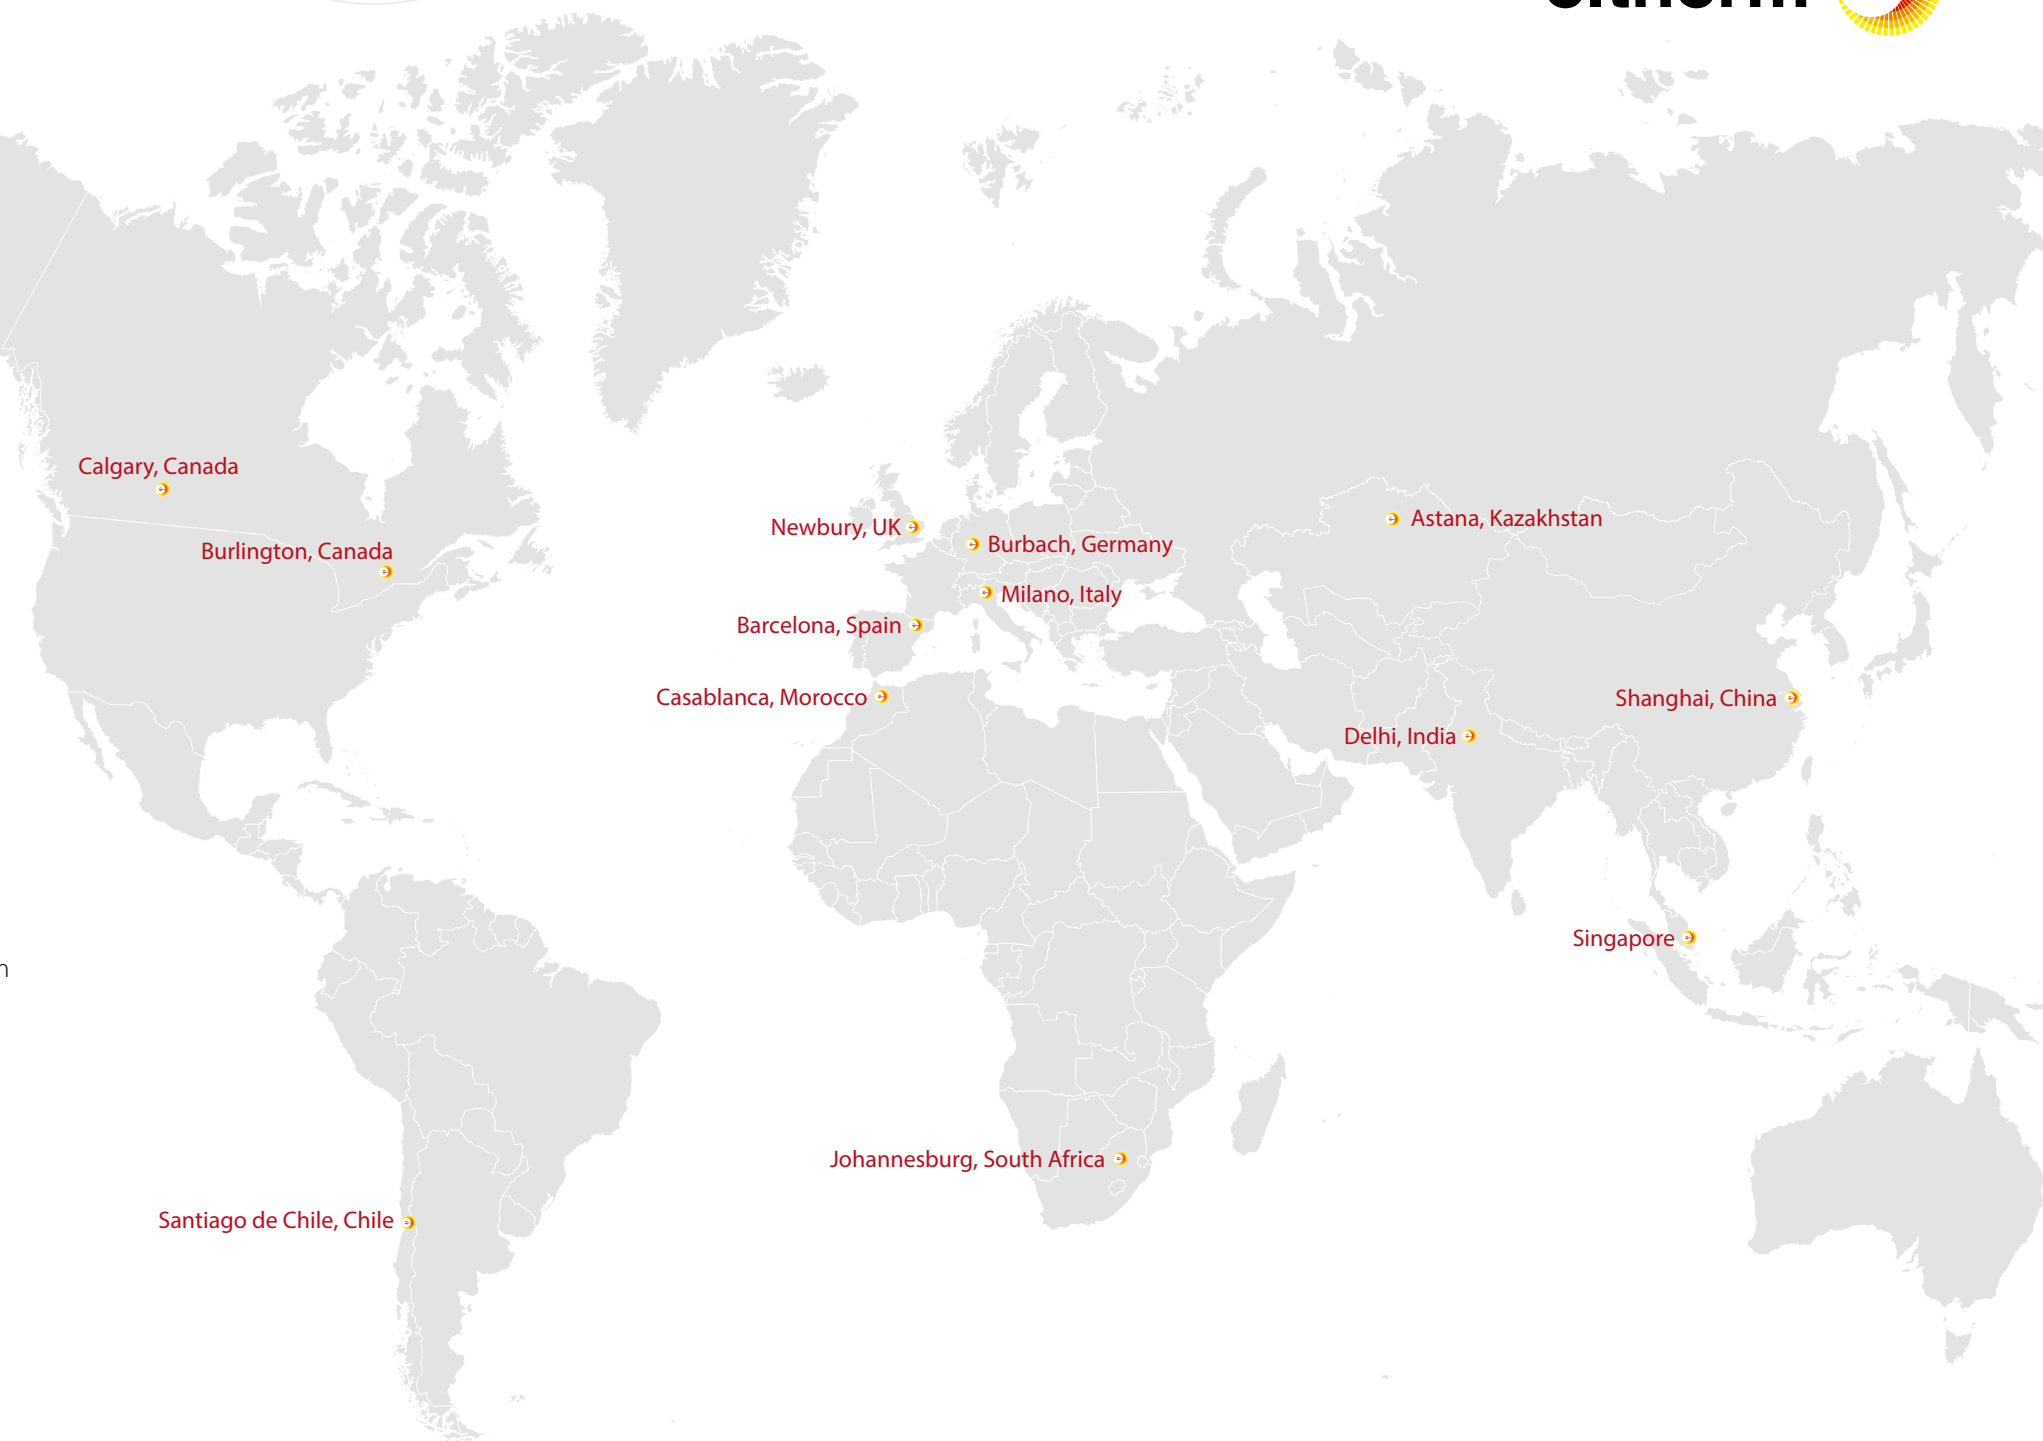 Calgary, Canada
Astana, Kazakhstan
Newbury, UK
Burbach, Germany
Burlington, Canada
Milano, Italy
Barcelona, Spain
Casablanca, Morocco
Shanghai, China
Delhi, India
Singapore
Johannesburg, South Africa
Santiago de Chile, Chile